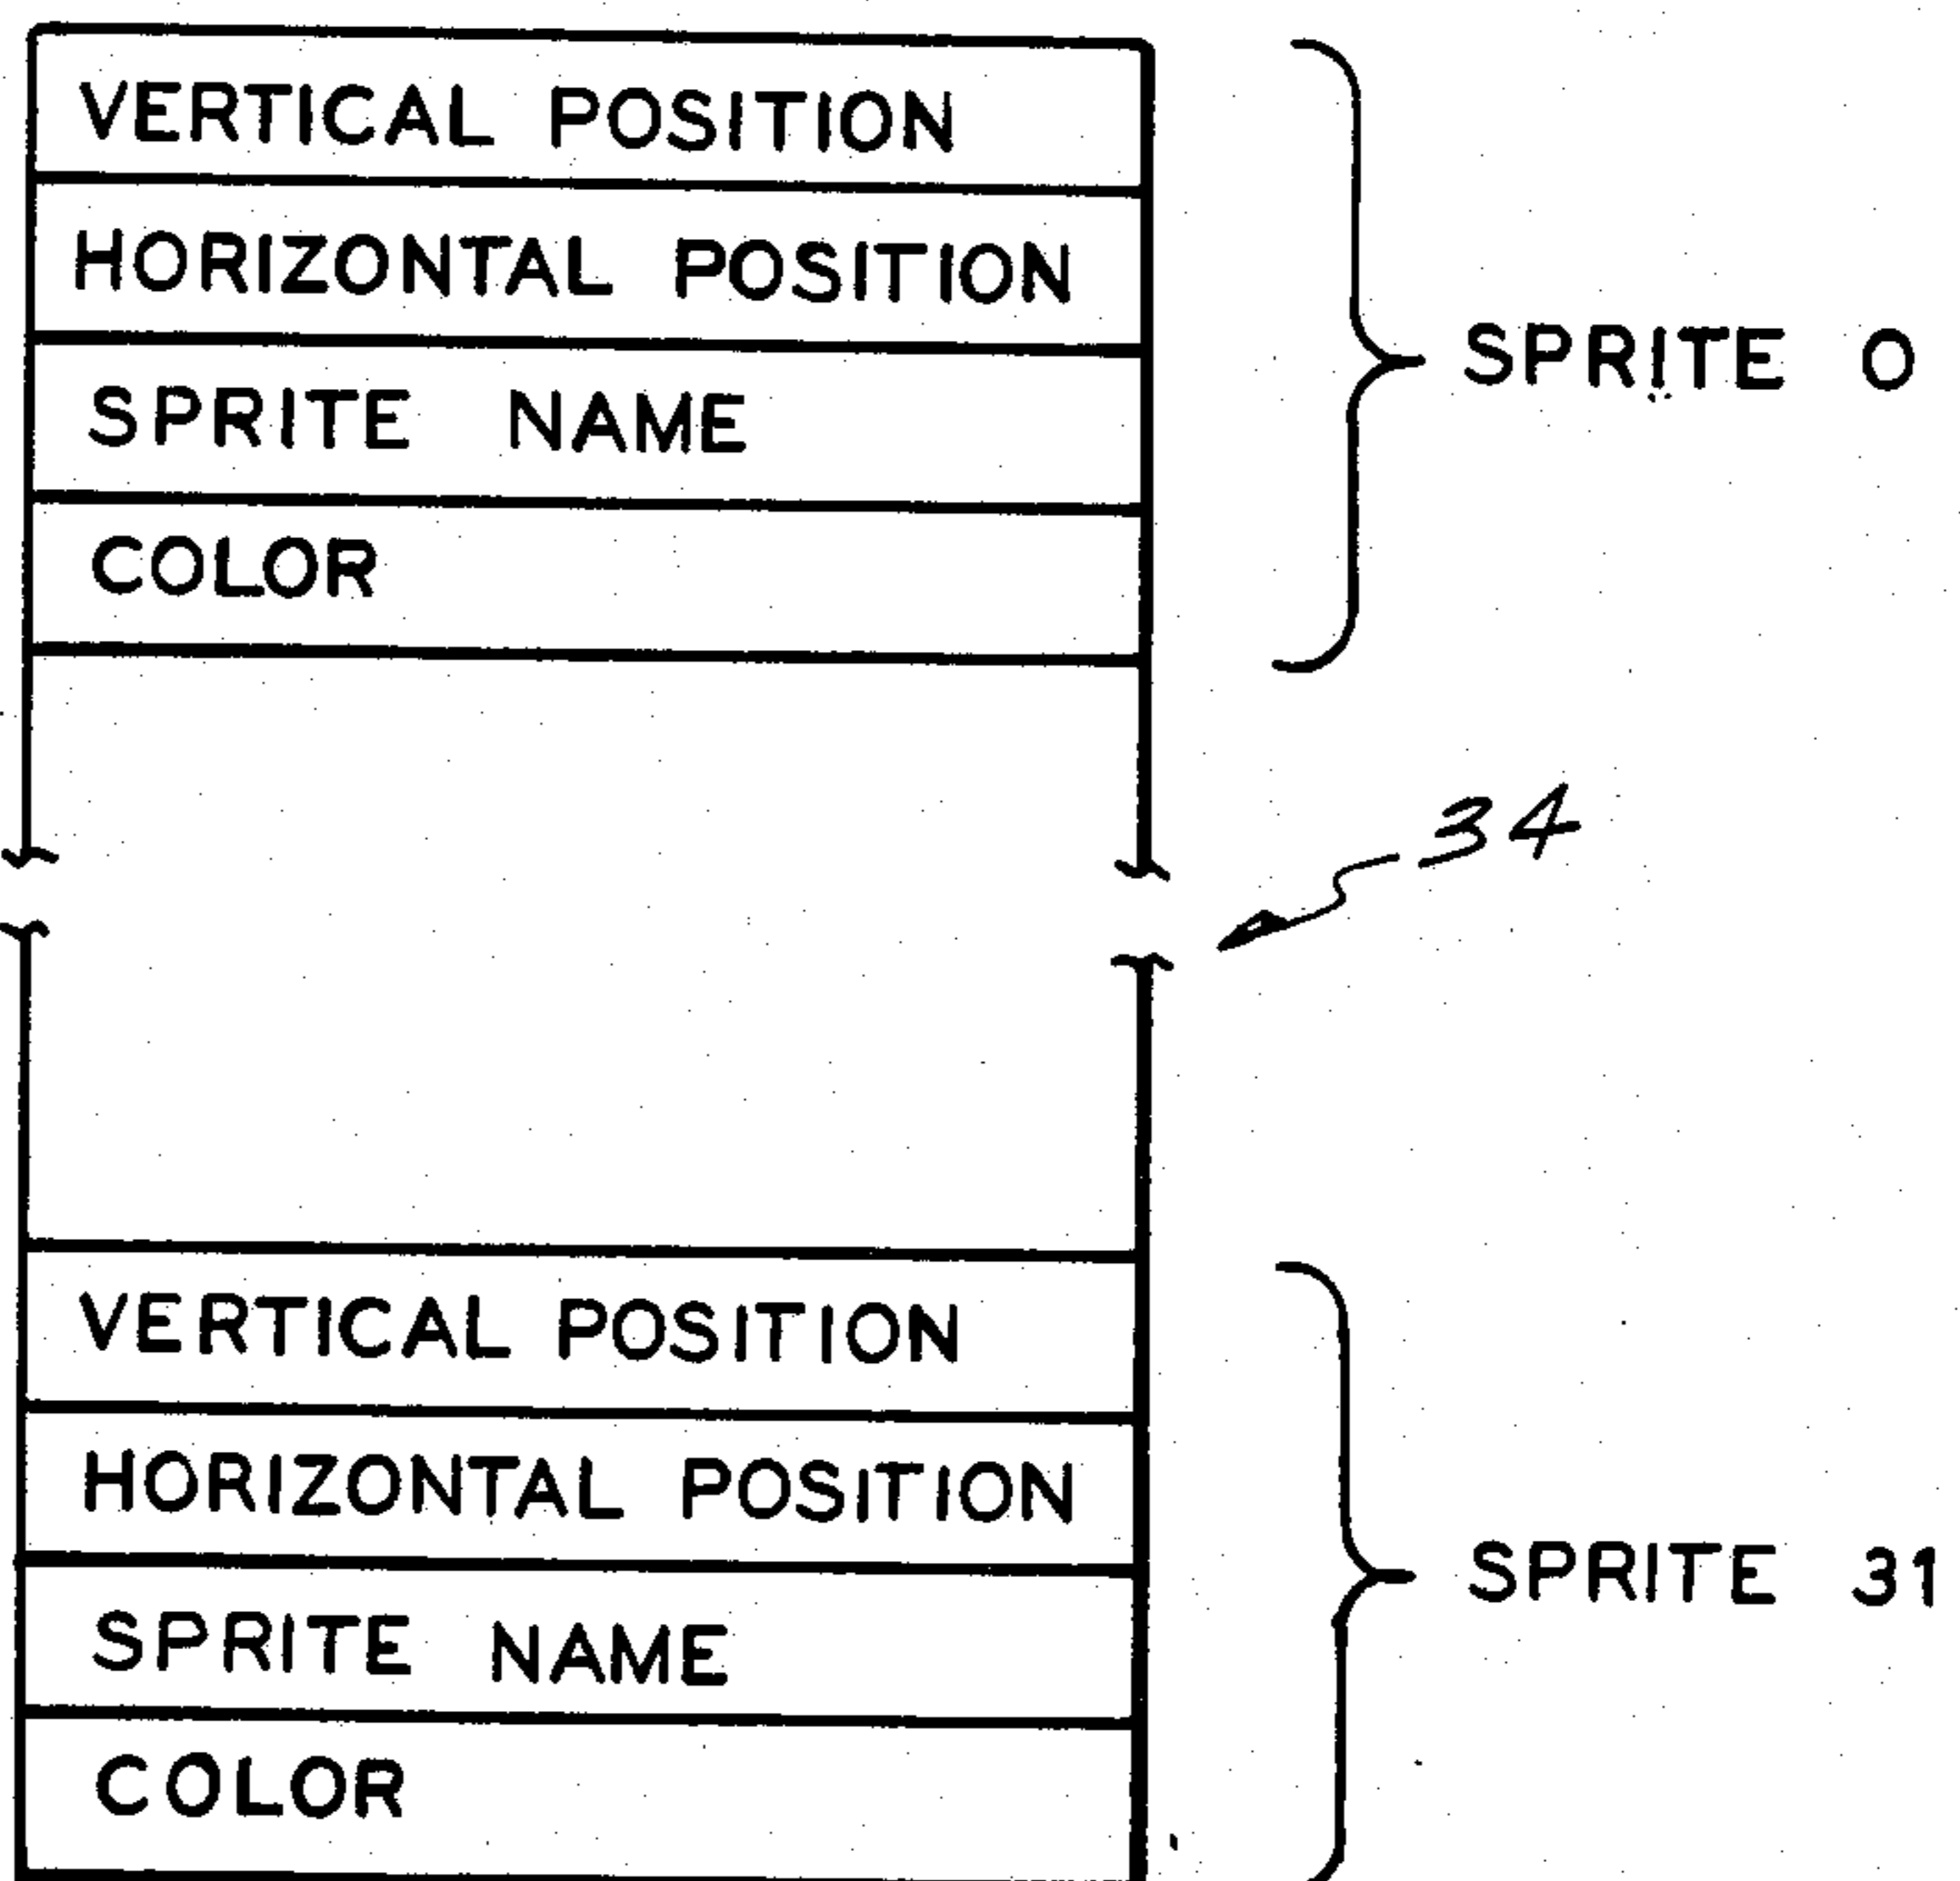 VERTICAL POSITION
HORIZONTAL POSITION
SPRITE NAME
COLOR
SPRITE 0
34
VERTICAL POSITION
HORIZONTAL POSITION
SPRITE NAME
COLOR
SPRITE 31